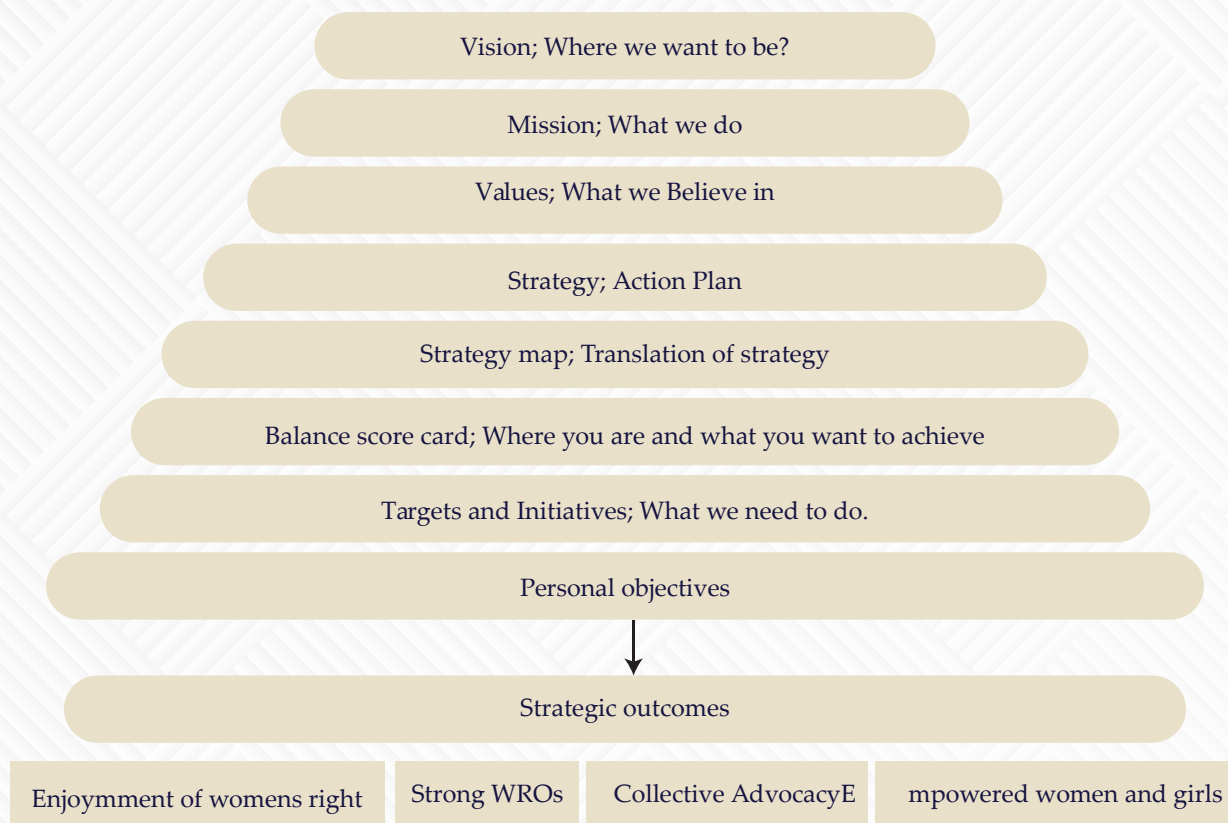 Vision; Where we want to be?
Mission; What we do
Values; What we Believe in
Strategy; Action Plan
Strategy map; Translation of strategy
Balance score card; Where you are and what you want to achieve
Targets and Initiatives; What we need to do.
Personal objectives
Strategic outcomes
Enjoymment of womens right
Strong WROs
Collective AdvocacyE
mpowered women and girls